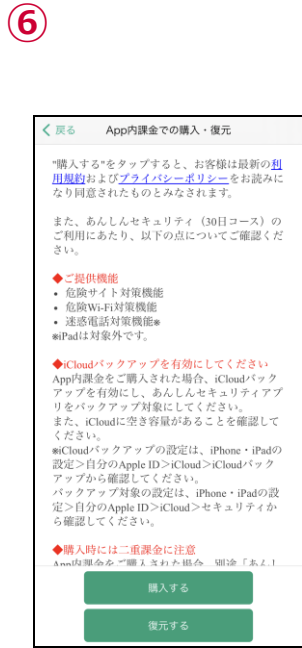 ⑥
戻る App内課金での購入・復元
"購入する"をタップすると、お客様は最新の利
用規約およびプライバシーポリシーをお読みに
なり同意されたものとみなされます。
また、あんしんセキュリティ（30日コース）の
ご利用にあたり、以下の点についてご確認くだ
さい。
◆ご提供機能
• 危険サイト対策機能
• 危険Wi-Fi対策機能
• 迷惑電話対策機能※
※iPadは対象外です。
◆iCloudバックアップを有効にしてください
App内課金をご購入された場合、iCloudバック
アップを有効にし、あんしんセキュリティアプ
リをバックアップ対象にしてください。
また、iCloudに空き容量があることを確認して
ください。
※iCloudバックアップの設定は、iPhone・iPadの
設定＞自分のApple ID＞iCloud＞iCloudバック
アップから確認してください。
バックアップ対象の設定は、iPhone・iPadの設
定＞自分のApple ID＞iCloud＞セキュリティか
ら確認してください。
◆購入時には二重課金に注意
App内課金をご購入された場合、別途「あんし
購入する
復元する